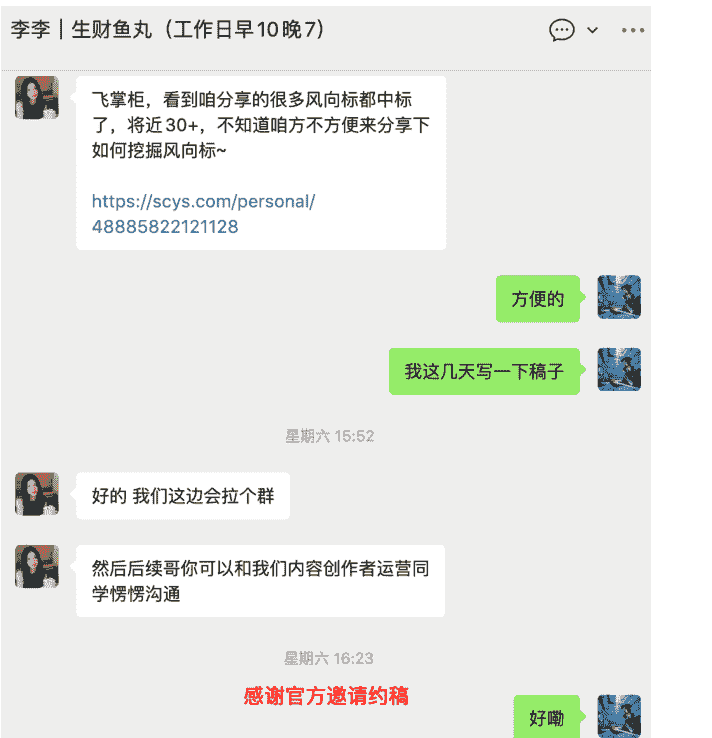 李李｜生财鱼丸（工作日早10晚7）
飞掌柜，看到咱分享的很多风向标都中标
了，将近30+，不知道咱方不方便来分享下
如何挖掘风向标~
https://scys.com/personal/
48885822121128
方便的
我这几天写一下稿子
星期六 15:52
好的 我们这边会拉个群
然后后续哥你可以和我们内容创作者运营同
学愣愣沟通
星期六 16:23
感谢官方邀请约稿
好嘞